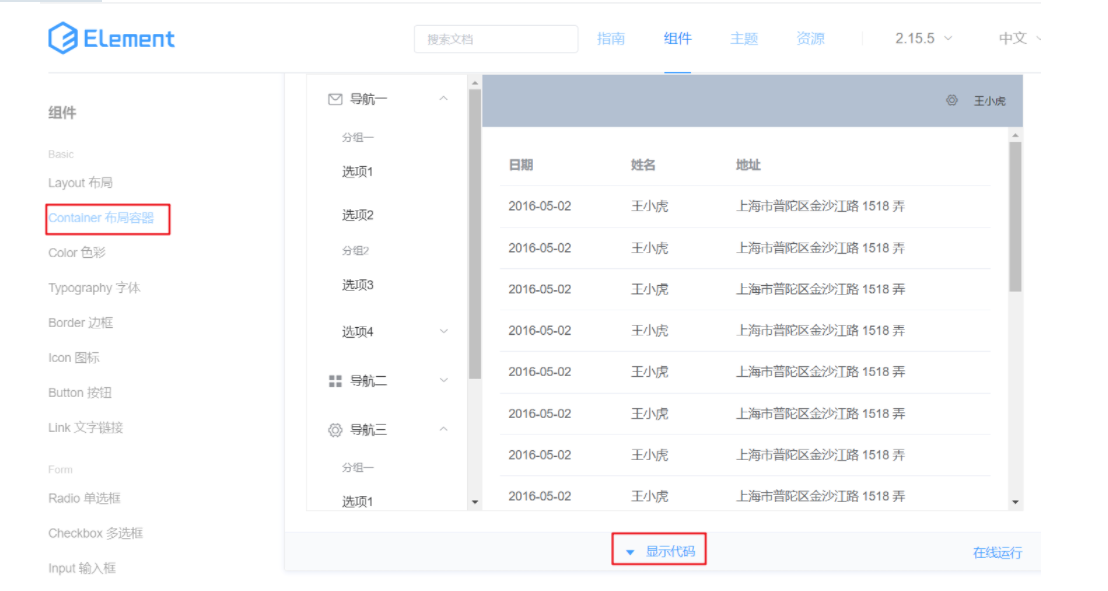 Element
搜索文档
指南
组件
主题
资源
2.15.5
中文
组件
Basic
Layout 布局
Container 布局容器
Color 色彩
Typography 字体
Border 边框
Icon 图标
Button 按钮
Link 文字链接
Form
Radio 单选框
Checkbox 多选框
Input 输入框
导航一
分组一
选项1
选项2
分组2
选项3
选项4
导航二
导航三
分组一
选项1
王小虎
日期 姓名 地址
2016-05-02 王小虎 上海市普陀区金沙江路 1518 弄
2016-05-02 王小虎 上海市普陀区金沙江路 1518 弄
2016-05-02 王小虎 上海市普陀区金沙江路 1518 弄
2016-05-02 王小虎 上海市普陀区金沙江路 1518 弄
2016-05-02 王小虎 上海市普陀区金沙江路 1518 弄
2016-05-02 王小虎 上海市普陀区金沙江路 1518 弄
2016-05-02 王小虎 上海市普陀区金沙江路 1518 弄
2016-05-02 王小虎 上海市普陀区金沙江路 1518 弄
显示代码
在线运行